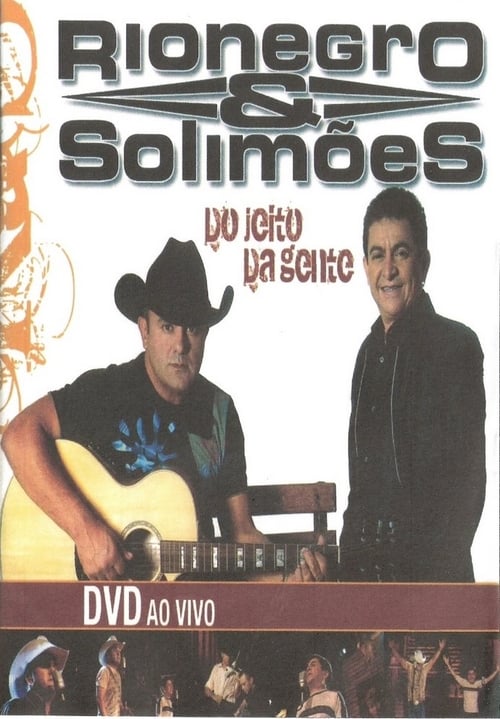 RIONEGRO
&
SOLIMÕES
DO JEITO
DA GENTE
DVD AO VIVO